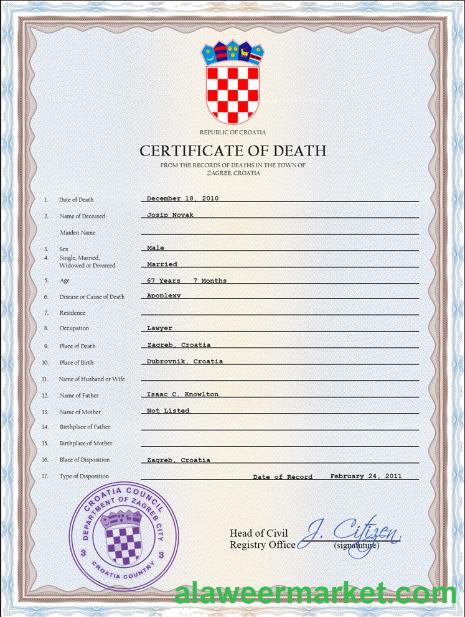 REPUBLIC OF CROATIA
CERTIFICATE OF DEATH
FROM THE RECORDS OF DEATHS IN THE TOWN OF
ZAGREB, CROATIA
1. Date of Death December 18, 2010
2. Name of Deceased Josip Novak
Maiden Name
3. Sex Male
4. Single, Married,
Widowed or Divorced Married
5. Age 67 Years 7 Months
6. Disease or Cause of Death Apoplexy
7. Residence
8. Occupation Lawyer
9. Place of Death Zagreb, Croatia
10. Place of Birth Dubrovnik, Croatia
11. Name of Husband or Wife
12. Name of Father Isaac C. Knowlton
13. Name of Mother Not Listed
14. Birthplace of Father
15. Birthplace of Mother
16. Blace of Disposition Zagreb, Croatia
17. Type of Disposition Date of Record February 24, 2011
CROATIA COUNCIL
DEPARTMENT OF ZAGREB CITY
3 3
CROATIA COUNTRY
Head of Civil
Registry Office J. Citizen
(signature)
alaweermarket.com